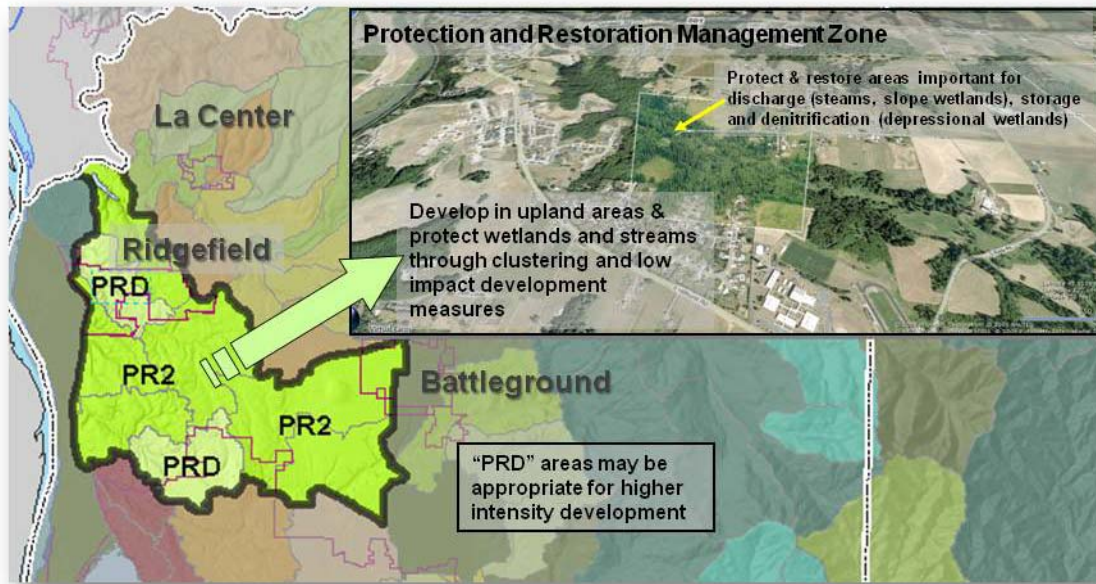 Protection and Restoration Management Zone
Protect & restore areas important for
discharge (steams, slope wetlands), storage
and denitrification (depressional wetlands)
Develop in upland areas &
protect wetlands and streams
through clustering and low
impact development
measures
La Center
Ridgefield
PRD
PR2
Battleground
PR2
PRD
“PRD” areas may be
appropriate for higher
intensity development